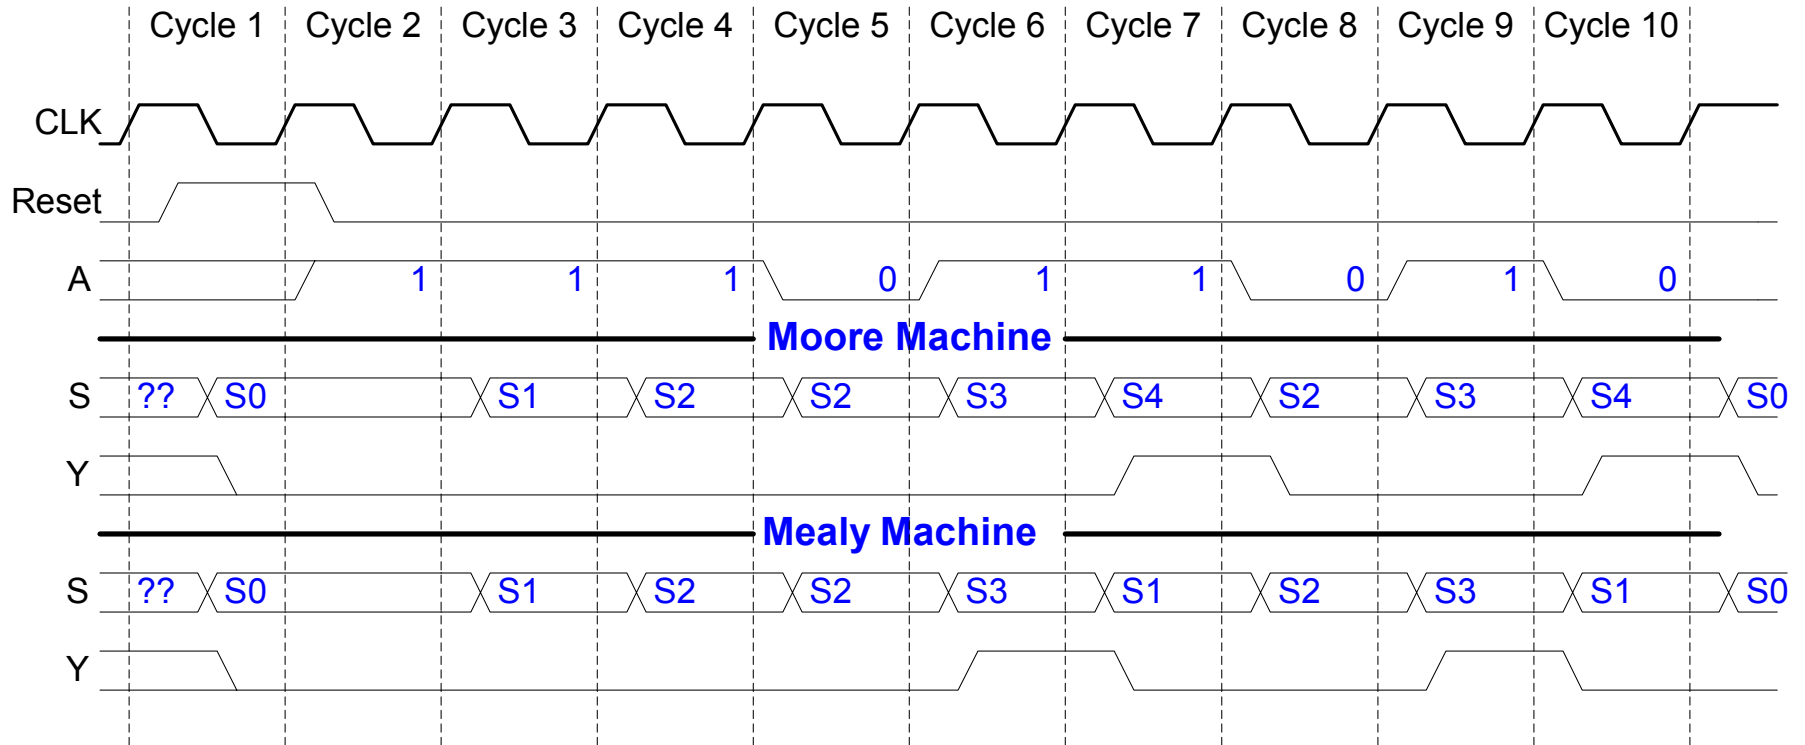 Cycle 1 Cycle 2 Cycle 3 Cycle 4 Cycle 5 Cycle 6 Cycle 7 Cycle 8 Cycle 9 Cycle 10
CLK
Reset
A 1 1 1 0 1 1 0 1 0
Moore Machine
S ?? S0 S1 S2 S2 S3 S4 S2 S3 S4 S0
Y
Mealy Machine
S ?? S0 S1 S2 S2 S3 S1 S2 S3 S1 S0
Y